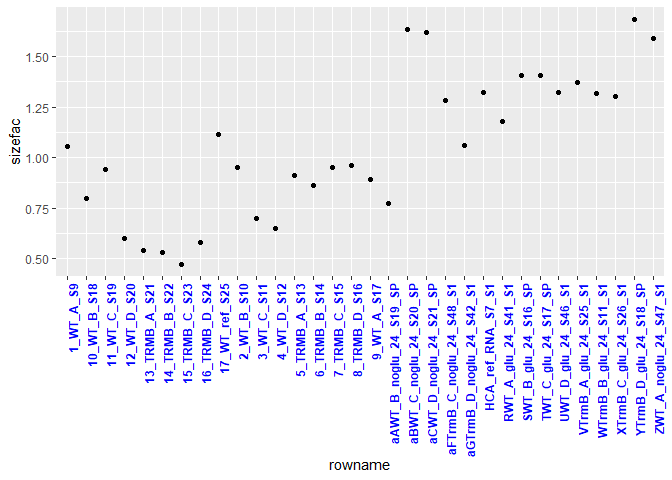 sizefac
1.50
1.25
1.00
0.75
0.50
1_WT_A_S9
10_WT_B_S18
11_WT_C_S19
12_WT_D_S20
13_TRMB_A_S21
14_TRMB_B_S22
15_TRMB_C_S23
16_TRMB_D_S24
17_WT_ref_S25
2_WT_B_S10
3_WT_C_S11
4_WT_D_S12
5_TRMB_A_S13
6_TRMB_B_S14
7_TRMB_C_S15
8_TRMB_D_S16
9_WT_A_S17
aAWT_B_noglu_24_S19_SP
aBWT_C_noglu_24_S20_SP
aCWT_D_noglu_24_S21_SP
aFTrmB_C_noglu_24_S48_S1
aGTrmB_D_noglu_24_S42_S1
HCA_ref_RNA_S7_S1
RWT_A_glu_24_S41_S1
SWT_B_glu_24_S16_SP
TWT_C_glu_24_S17_SP
UWT_D_glu_24_S46_S1
VTrmB_A_glu_24_S25_S1
WTrmB_B_glu_24_S11_S1
XTrmB_C_glu_24_S26_S1
YTrmB_D_glu_24_S18_SP
ZWT_A_noglu_24_S47_S1
rowname